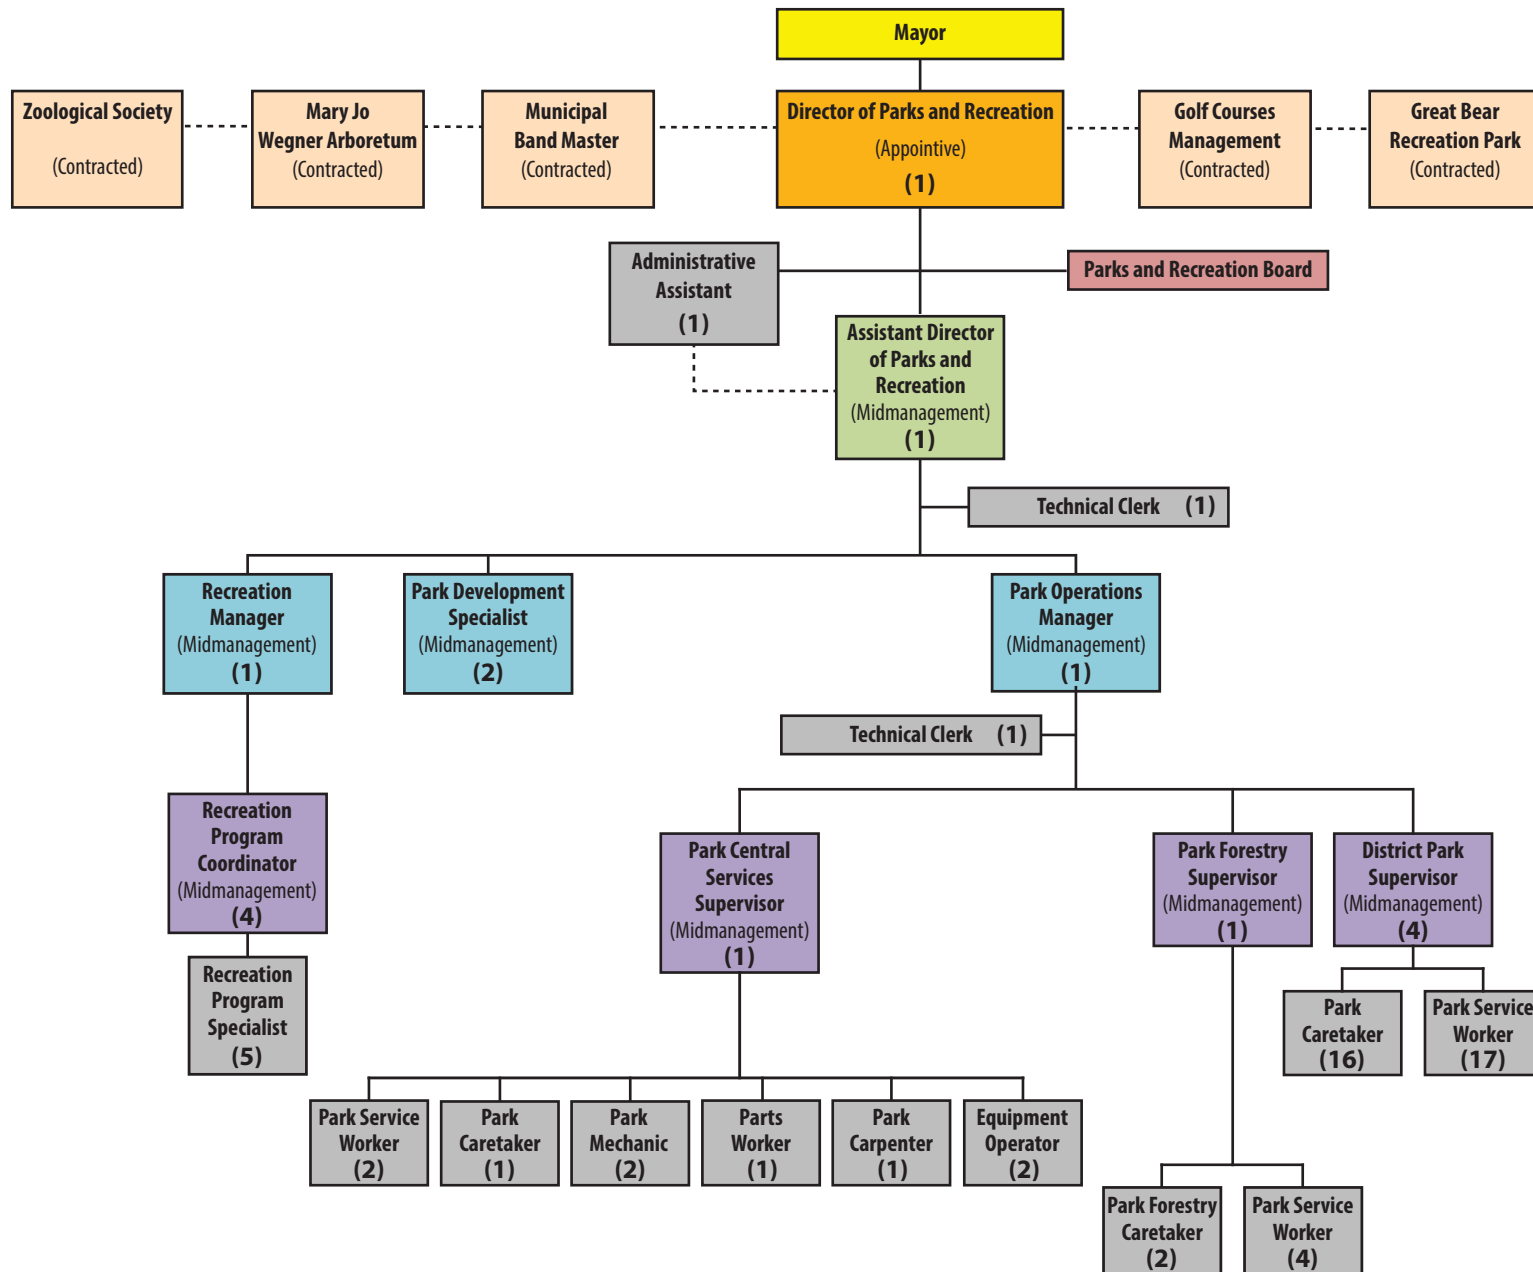 Mayor
Zoological Society
(Contracted)
Mary Jo
Wegner Arboretum
(Contracted)
Municipal
Band Master
(Contracted)
Director of Parks and Recreation
(Appointive)
(1)
Golf Courses
Management
(Contracted)
Great Bear
Recreation Park
(Contracted)
Administrative
Assistant
(1)
Parks and Recreation Board
Assistant Director
of Parks and
Recreation
(Midmanagement)
(1)
Technical Clerk (1)
Recreation
Manager
(Midmanagement)
(1)
Park Development
Specialist
(Midmanagement)
(2)
Park Operations
Manager
(Midmanagement)
(1)
Technical Clerk (1)
Recreation
Program
Coordinator
(Midmanagement)
(4)
Park Central
Services
Supervisor
(Midmanagement)
(1)
Park Forestry
Supervisor
(Midmanagement)
(1)
District Park
Supervisor
(Midmanagement)
(4)
Recreation
Program
Specialist
(5)
Park
Caretaker
(16)
Park Service
Worker
(17)
Park Service
Worker
(2)
Park
Caretaker
(1)
Park
Mechanic
(2)
Parts
Worker
(1)
Park
Carpenter
(1)
Equipment
Operator
(2)
Park Forestry
Caretaker
(2)
Park Service
Worker
(4)